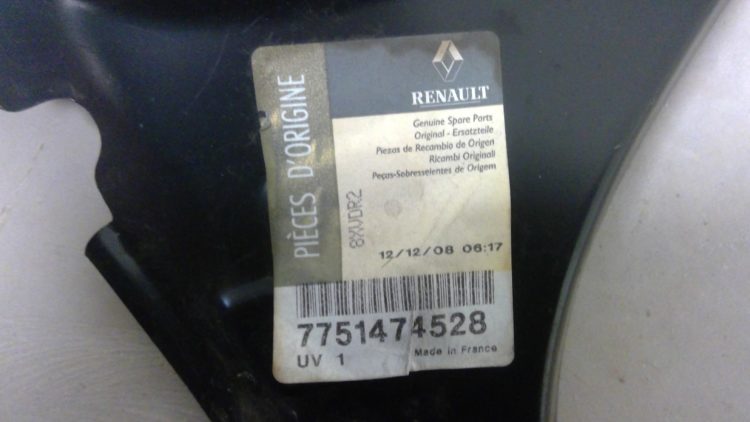 PIÈCES D'ORIGINE
RENAULT
Genuine Spare Parts
Original - Ersatzteile
Piezas de Recambio de Origen
Ricambi Originali
Peças-Sobresselentes de Origem
8XVDR2
12/12/08 06:17
7751474528
UV 1
Made in France